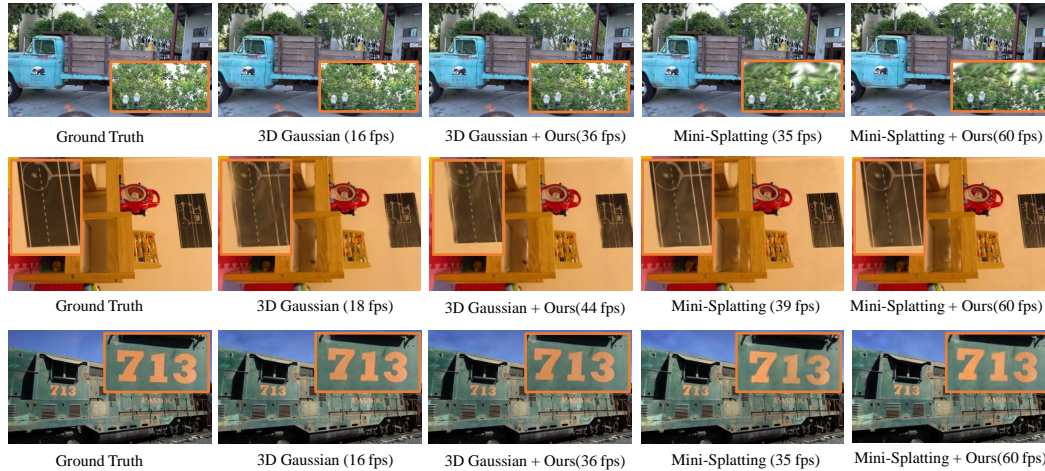 Ground Truth
3D Gaussian (16 fps)
3D Gaussian + Ours(36 fps)
Mini-Splatting (35 fps)
Mini-Splatting + Ours(60 fps)
Ground Truth
3D Gaussian (18 fps)
3D Gaussian + Ours(44 fps)
Mini-Splatting (39 fps)
Mini-Splatting + Ours(60 fps)
713
713
713
713
713
713
713
713
713
713
Ground Truth
3D Gaussian (16 fps)
3D Gaussian + Ours(36 fps)
Mini-Splatting (35 fps)
Mini-Splatting + Ours(60 fps)